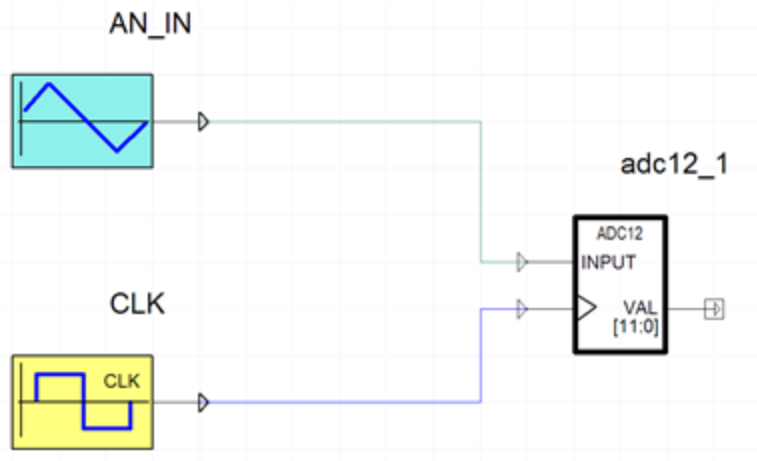 AN_IN
adc12_1
ADC12
INPUT
CLK
VAL
[11:0]
CLK